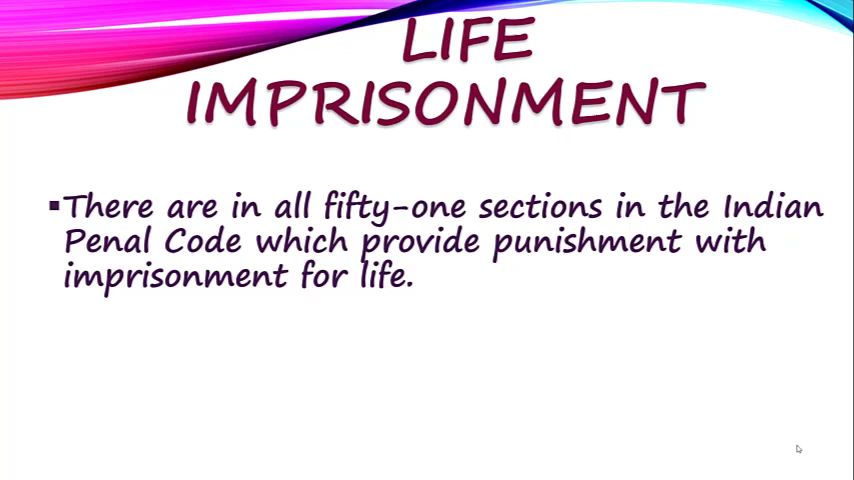 LIFE
IMPRISONMENT
▪There are in all fifty-one sections in the Indian
Penal Code which provide punishment with
imprisonment for life.